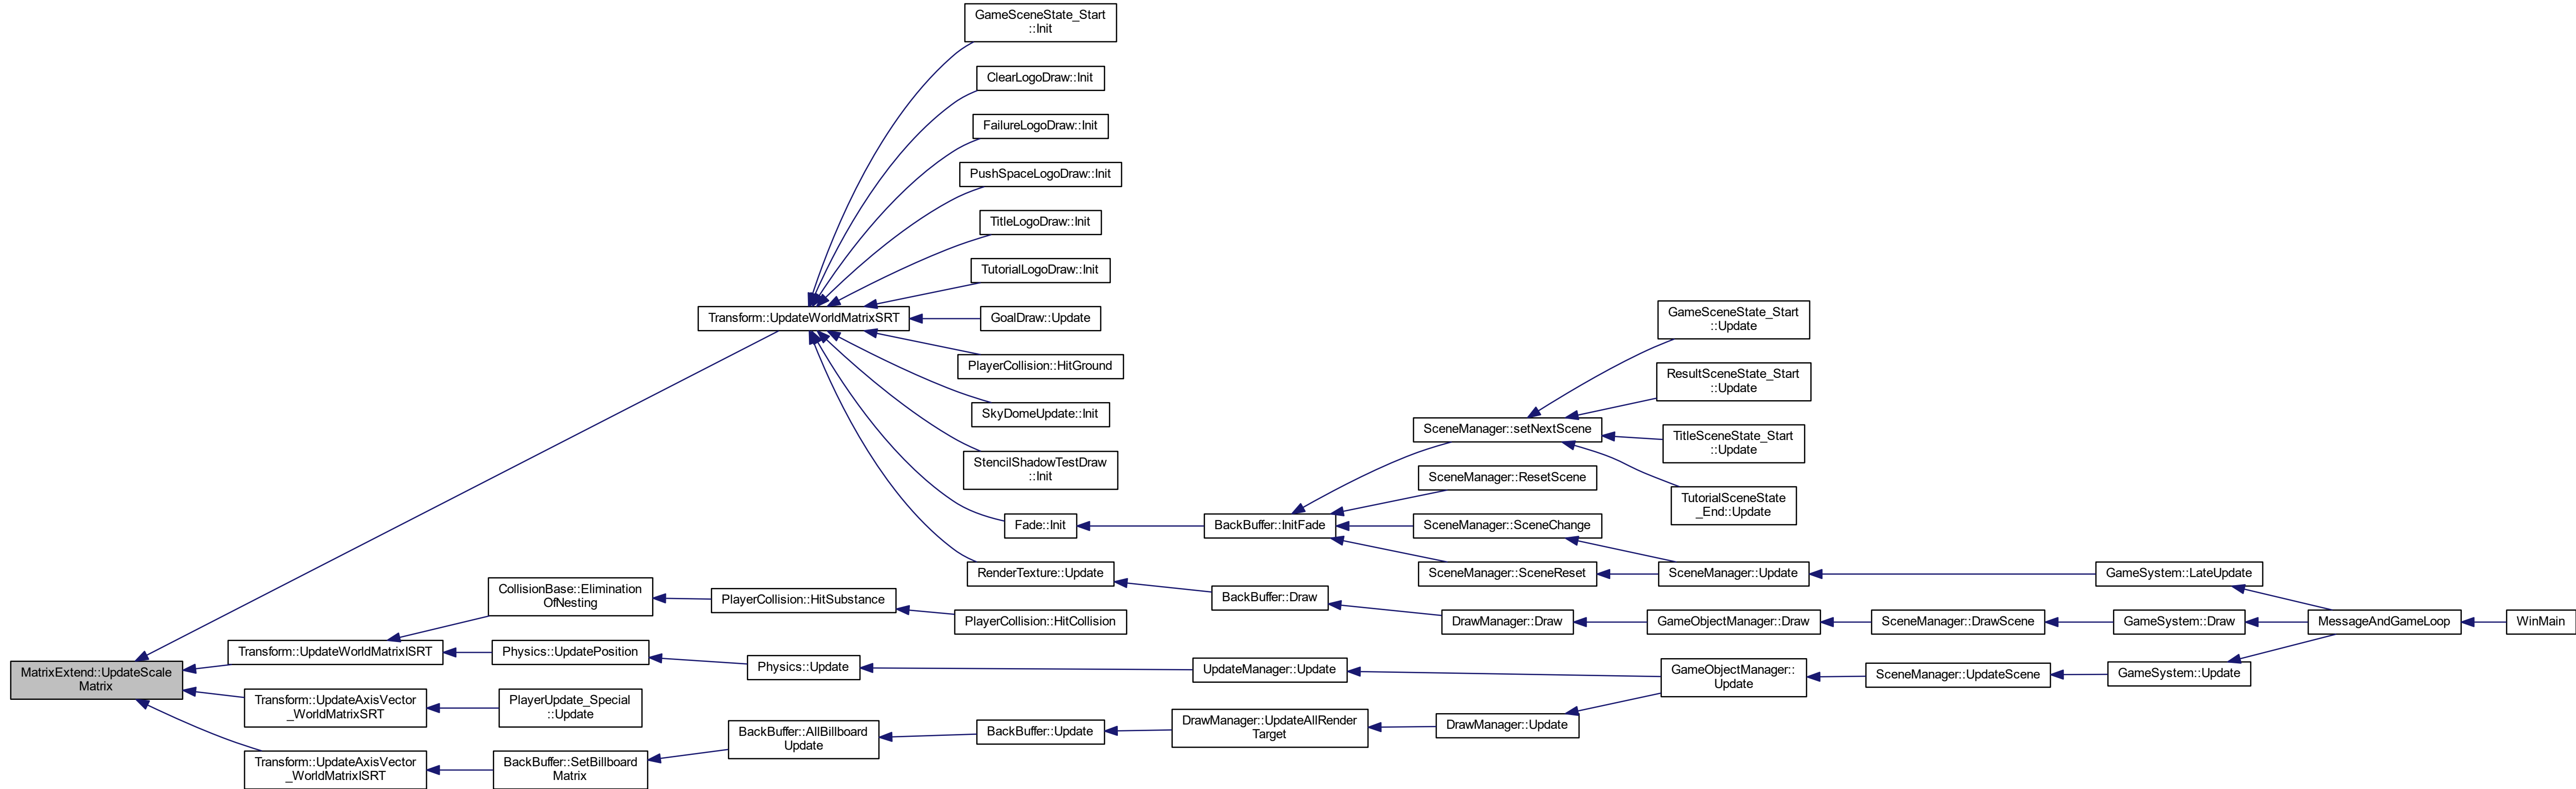 GameSceneState_Start
::Init
ClearLogoDraw::Init
FailureLogoDraw::Init
PushSpaceLogoDraw::Init
TitleLogoDraw::Init
TutorialLogoDraw::Init
Transform::UpdateWorldMatrixSRT
GoalDraw::Update
PlayerCollision::HitGround
SkyDomeUpdate::Init
StencilShadowTestDraw
::Init
Fade::Init
RenderTexture::Update
GameSceneState_Start
::Update
ResultSceneState_Start
::Update
SceneManager::setNextScene
TitleSceneState_Start
::Update
TutorialSceneState
_End::Update
SceneManager::ResetScene
BackBuffer::InitFade
SceneManager::SceneChange
SceneManager::SceneReset
SceneManager::Update
GameSystem::LateUpdate
CollisionBase::Elimination
OfNesting
PlayerCollision::HitSubstance
PlayerCollision::HitCollision
BackBuffer::Draw
DrawManager::Draw
GameObjectManager::Draw
SceneManager::DrawScene
GameSystem::Draw
MessageAndGameLoop
WinMain
Transform::UpdateWorldMatrixISRT
Physics::UpdatePosition
Physics::Update
UpdateManager::Update
GameObjectManager::
Update
SceneManager::UpdateScene
GameSystem::Update
MatrixExtend::UpdateScale
Matrix
Transform::UpdateAxisVector
_WorldMatrixSRT
PlayerUpdate_Special
::Update
BackBuffer::AllBillboard
Update
BackBuffer::Update
DrawManager::UpdateAllRender
Target
DrawManager::Update
Transform::UpdateAxisVector
_WorldMatrixISRT
BackBuffer::SetBillboard
Matrix